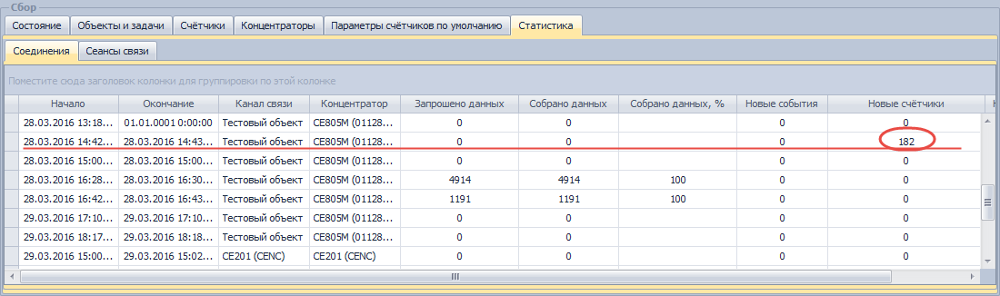 Сбор
Состояние Объекты и задачи Счётчики Концентраторы Параметры счётчиков по умолчанию Статистика
Соединения Сеансы связи
Поместите сюда заголовок колонки для группировки по этой колонке
Начало Окончание Канал связи Концентратор Запрошено данных Собрано данных Собрано данных, % Новые события Новые счётчики
28.03.2016 13:18... 01.01.0001 0:00:00 Тестовый объект CE805M (01128... 0 0 0 0
28.03.2016 14:42... 28.03.2016 14:43... Тестовый объект CE805M (01128... 0 0 0 182
28.03.2016 15:00... 28.03.2016 15:00... Тестовый объект CE805M (01128... 0 0 0 0
28.03.2016 16:28... 28.03.2016 16:30... Тестовый объект CE805M (01128... 4914 4914 100 0 0
28.03.2016 16:42... 28.03.2016 16:43... Тестовый объект CE805M (01128... 1191 1191 100 0 0
29.03.2016 17:10... 29.03.2016 17:10... Тестовый объект CE805M (01128... 0 0 0 0
29.03.2016 18:17... 29.03.2016 18:18... Тестовый объект CE805M (01128... 0 0 0 0
29.03.2016 15:00... 29.03.2016 15:02... CE201 (CENC) CE805M (01128... 0 0 0 0